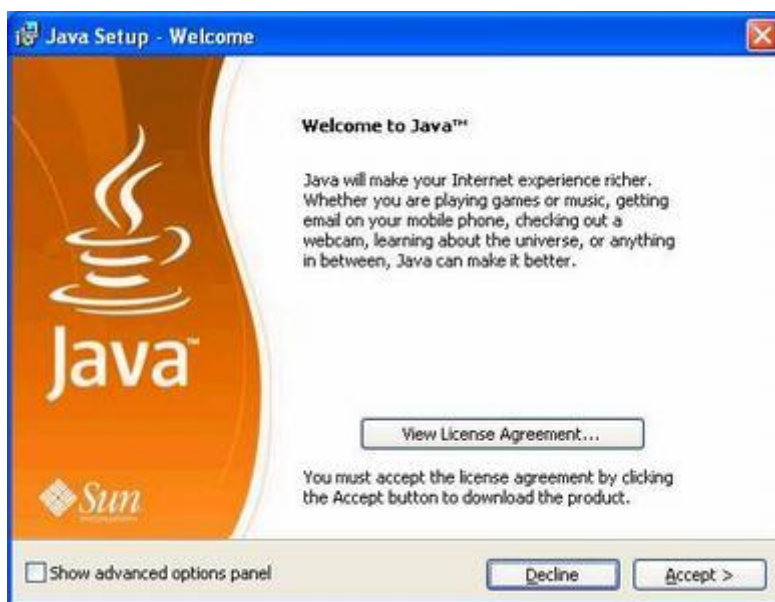 Java Setup - Welcome
Welcome to Java™
Java will make your Internet experience richer.
Whether you are playing games or music, getting
email on your mobile phone, checking out a
webcam, learning about the universe, or anything
in between, Java can make it better.
Java™
View License Agreement...
You must accept the license agreement by clicking
the Accept button to download the product.
Sun
Show advanced options panel
Decline
Accept >